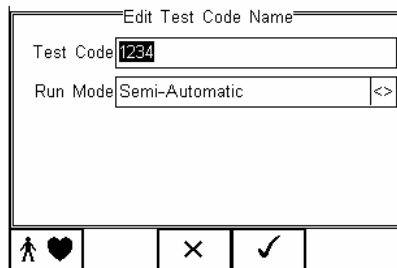 Edit Test Code Name
Test Code 1234
Run Mode Semi-Automatic <>